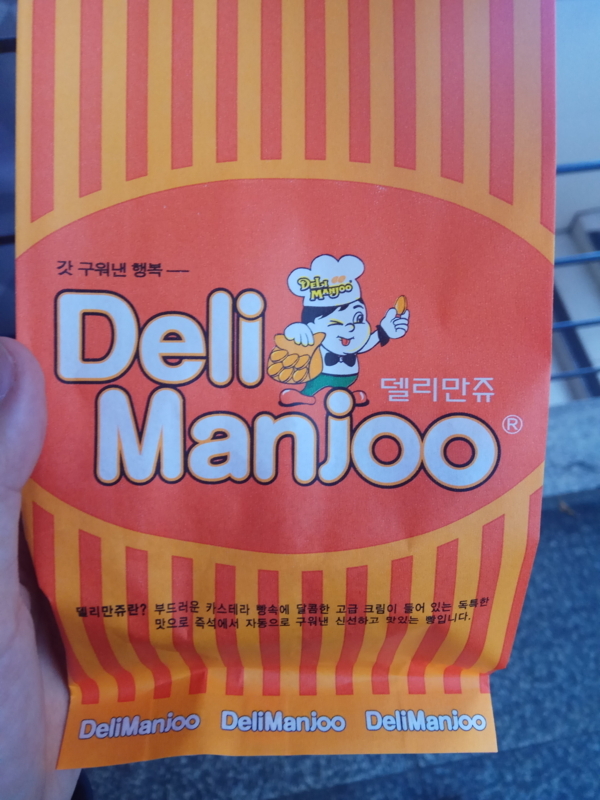 갓 구워낸 행복 —
DELi
MANJOO
Deli
Manjoo®
델리만쥬
델리만쥬란? 부드러운 카스테라 빵속에 달콤한 고급 크림이 들어 있는 독특한
맛으로 즉석에서 자동으로 구워낸 신선하고 맛있는 빵입니다.
DeliManjoo DeliManjoo DeliManjoo